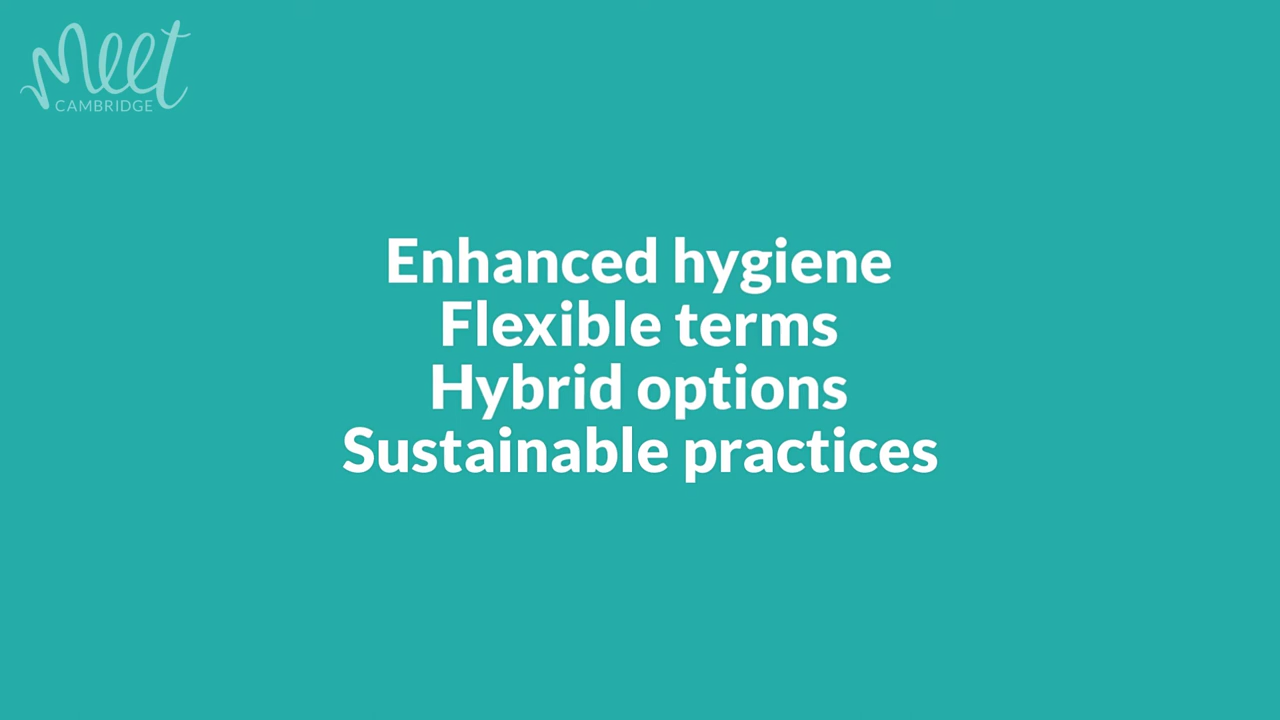 Meet
CAMBRIDGE
Enhanced hygiene
Flexible terms
Hybrid options
Sustainable practices